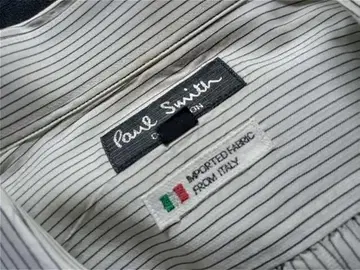 Paul Smith
IMPORTED FABRIC
FROM ITALY